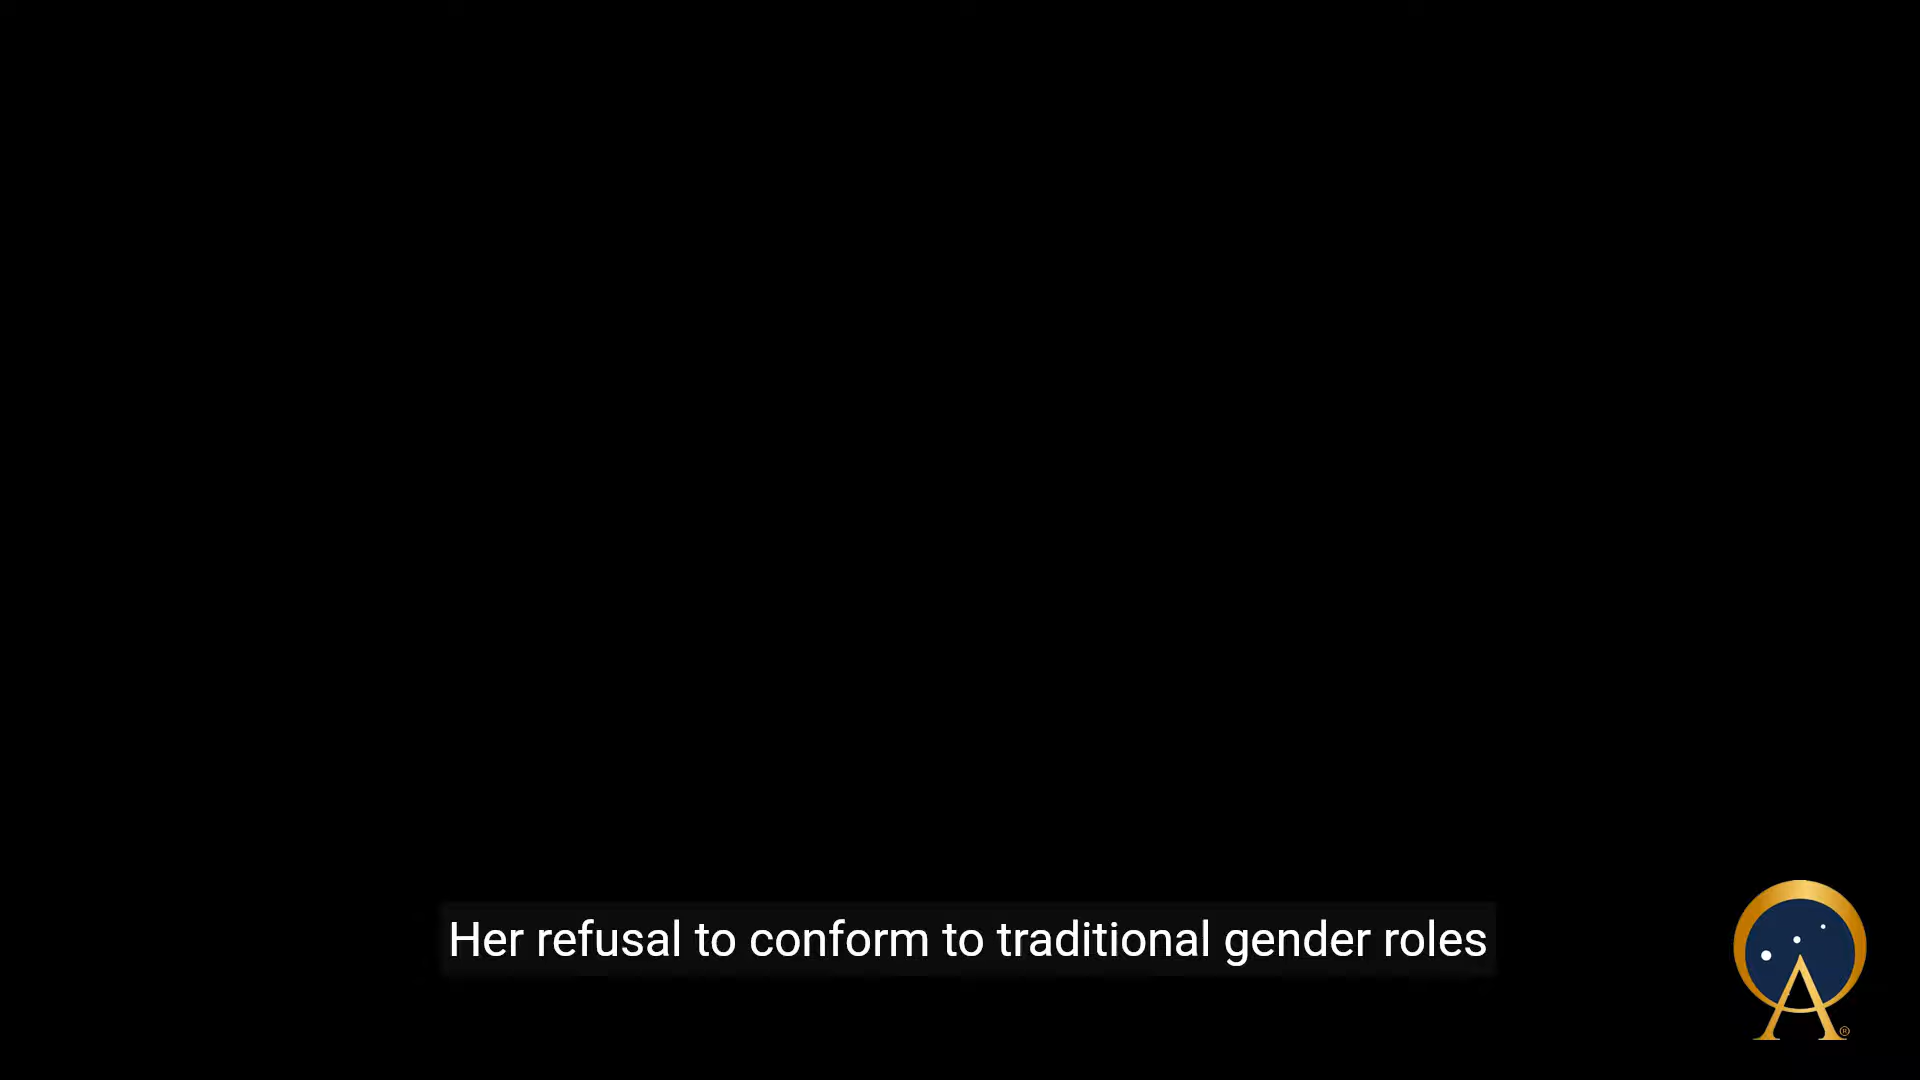 Her refusal to conform to traditional gender roles
A
®